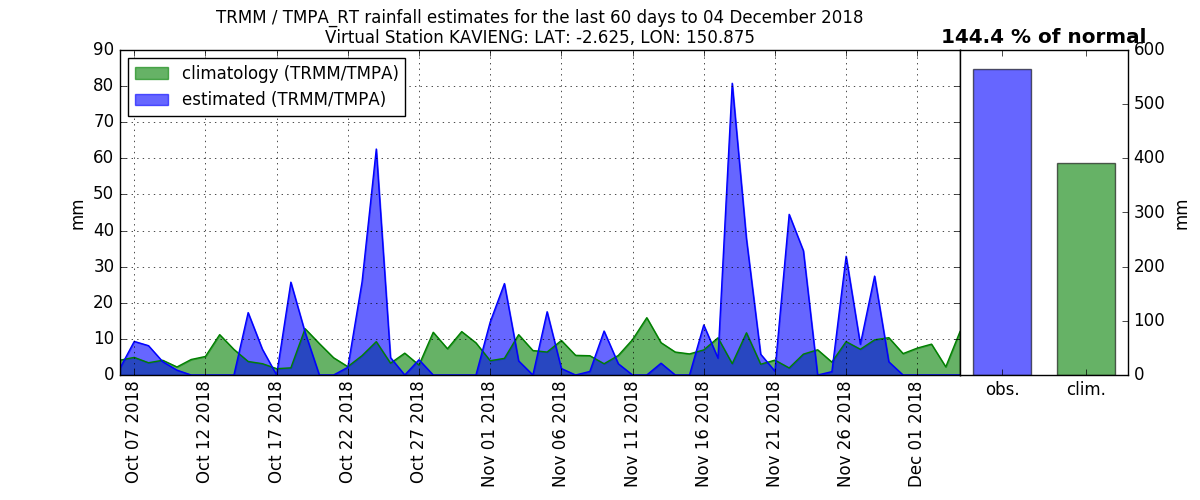 TRMM / TMPA_RT rainfall estimates for the last 60 days to 04 December 2018
Virtual Station KAVIENG: LAT: -2.625, LON: 150.875
144.4 % of normal
climatology (TRMM/TMPA)
estimated (TRMM/TMPA)
mm
90
80
70
60
50
40
30
20
10
0
Oct 07 2018
Oct 12 2018
Oct 17 2018
Oct 22 2018
Oct 27 2018
Nov 01 2018
Nov 06 2018
Nov 11 2018
Nov 16 2018
Nov 21 2018
Nov 26 2018
Dec 01 2018
obs.
clim.
600
500
400
300
200
100
0
mm